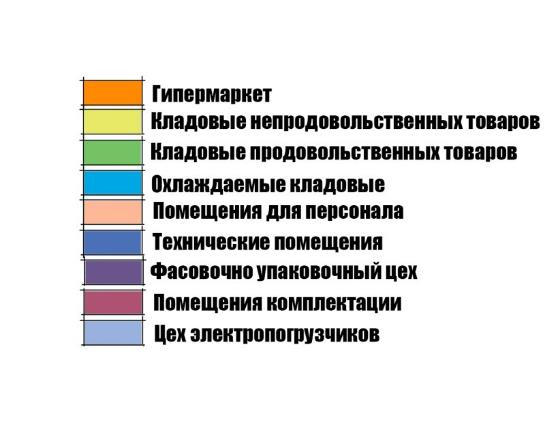 Гипермаркет
Кладовые непродовольственных товаров
Кладовые продовольственных товаров
Охлаждаемые кладовые
Помещения для персонала
Технические помещения
Фасовочно упаковочный цех
Помещения комплектации
Цех электропогрузчиков